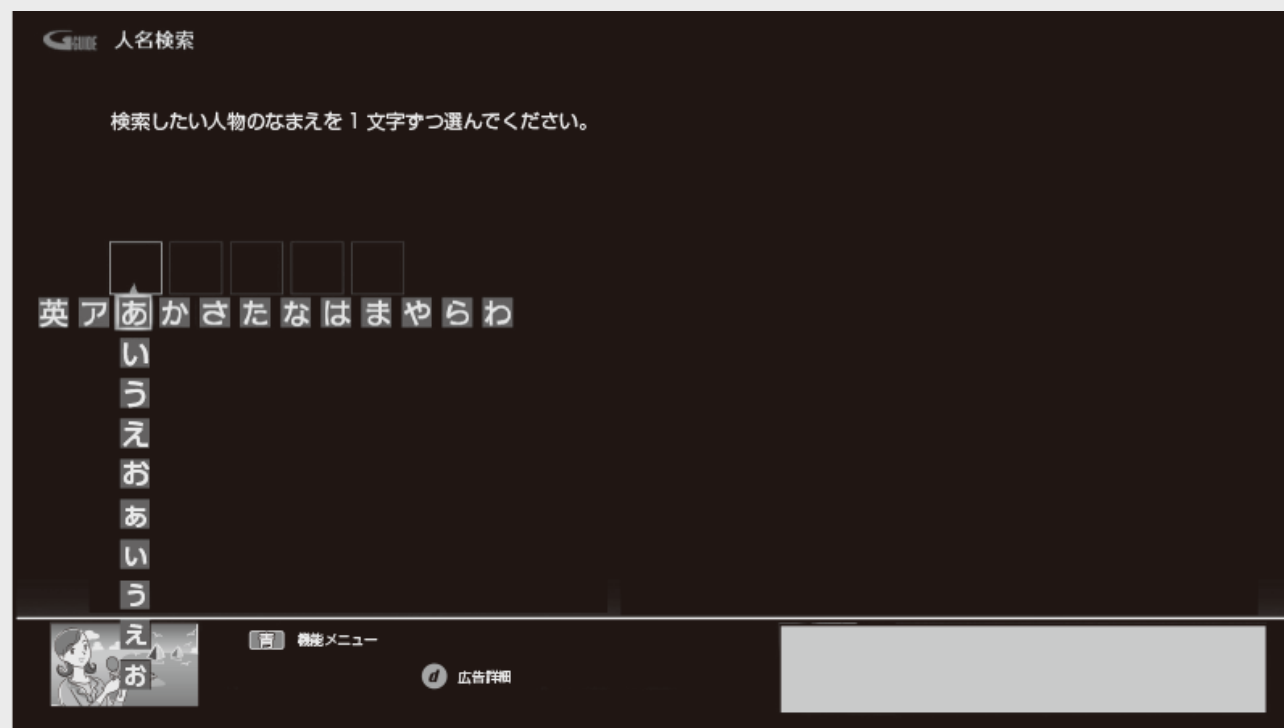 G-GUIDE 人名検索
検索したい人物のなまえを1文字ずつ選んでください。
英 ア あ か さ た な は ま や ら わ
い
う
え
お
ぁ
ぃ
ぅ
ぇ
ぉ
青 機能メニュー
d 広告詳細